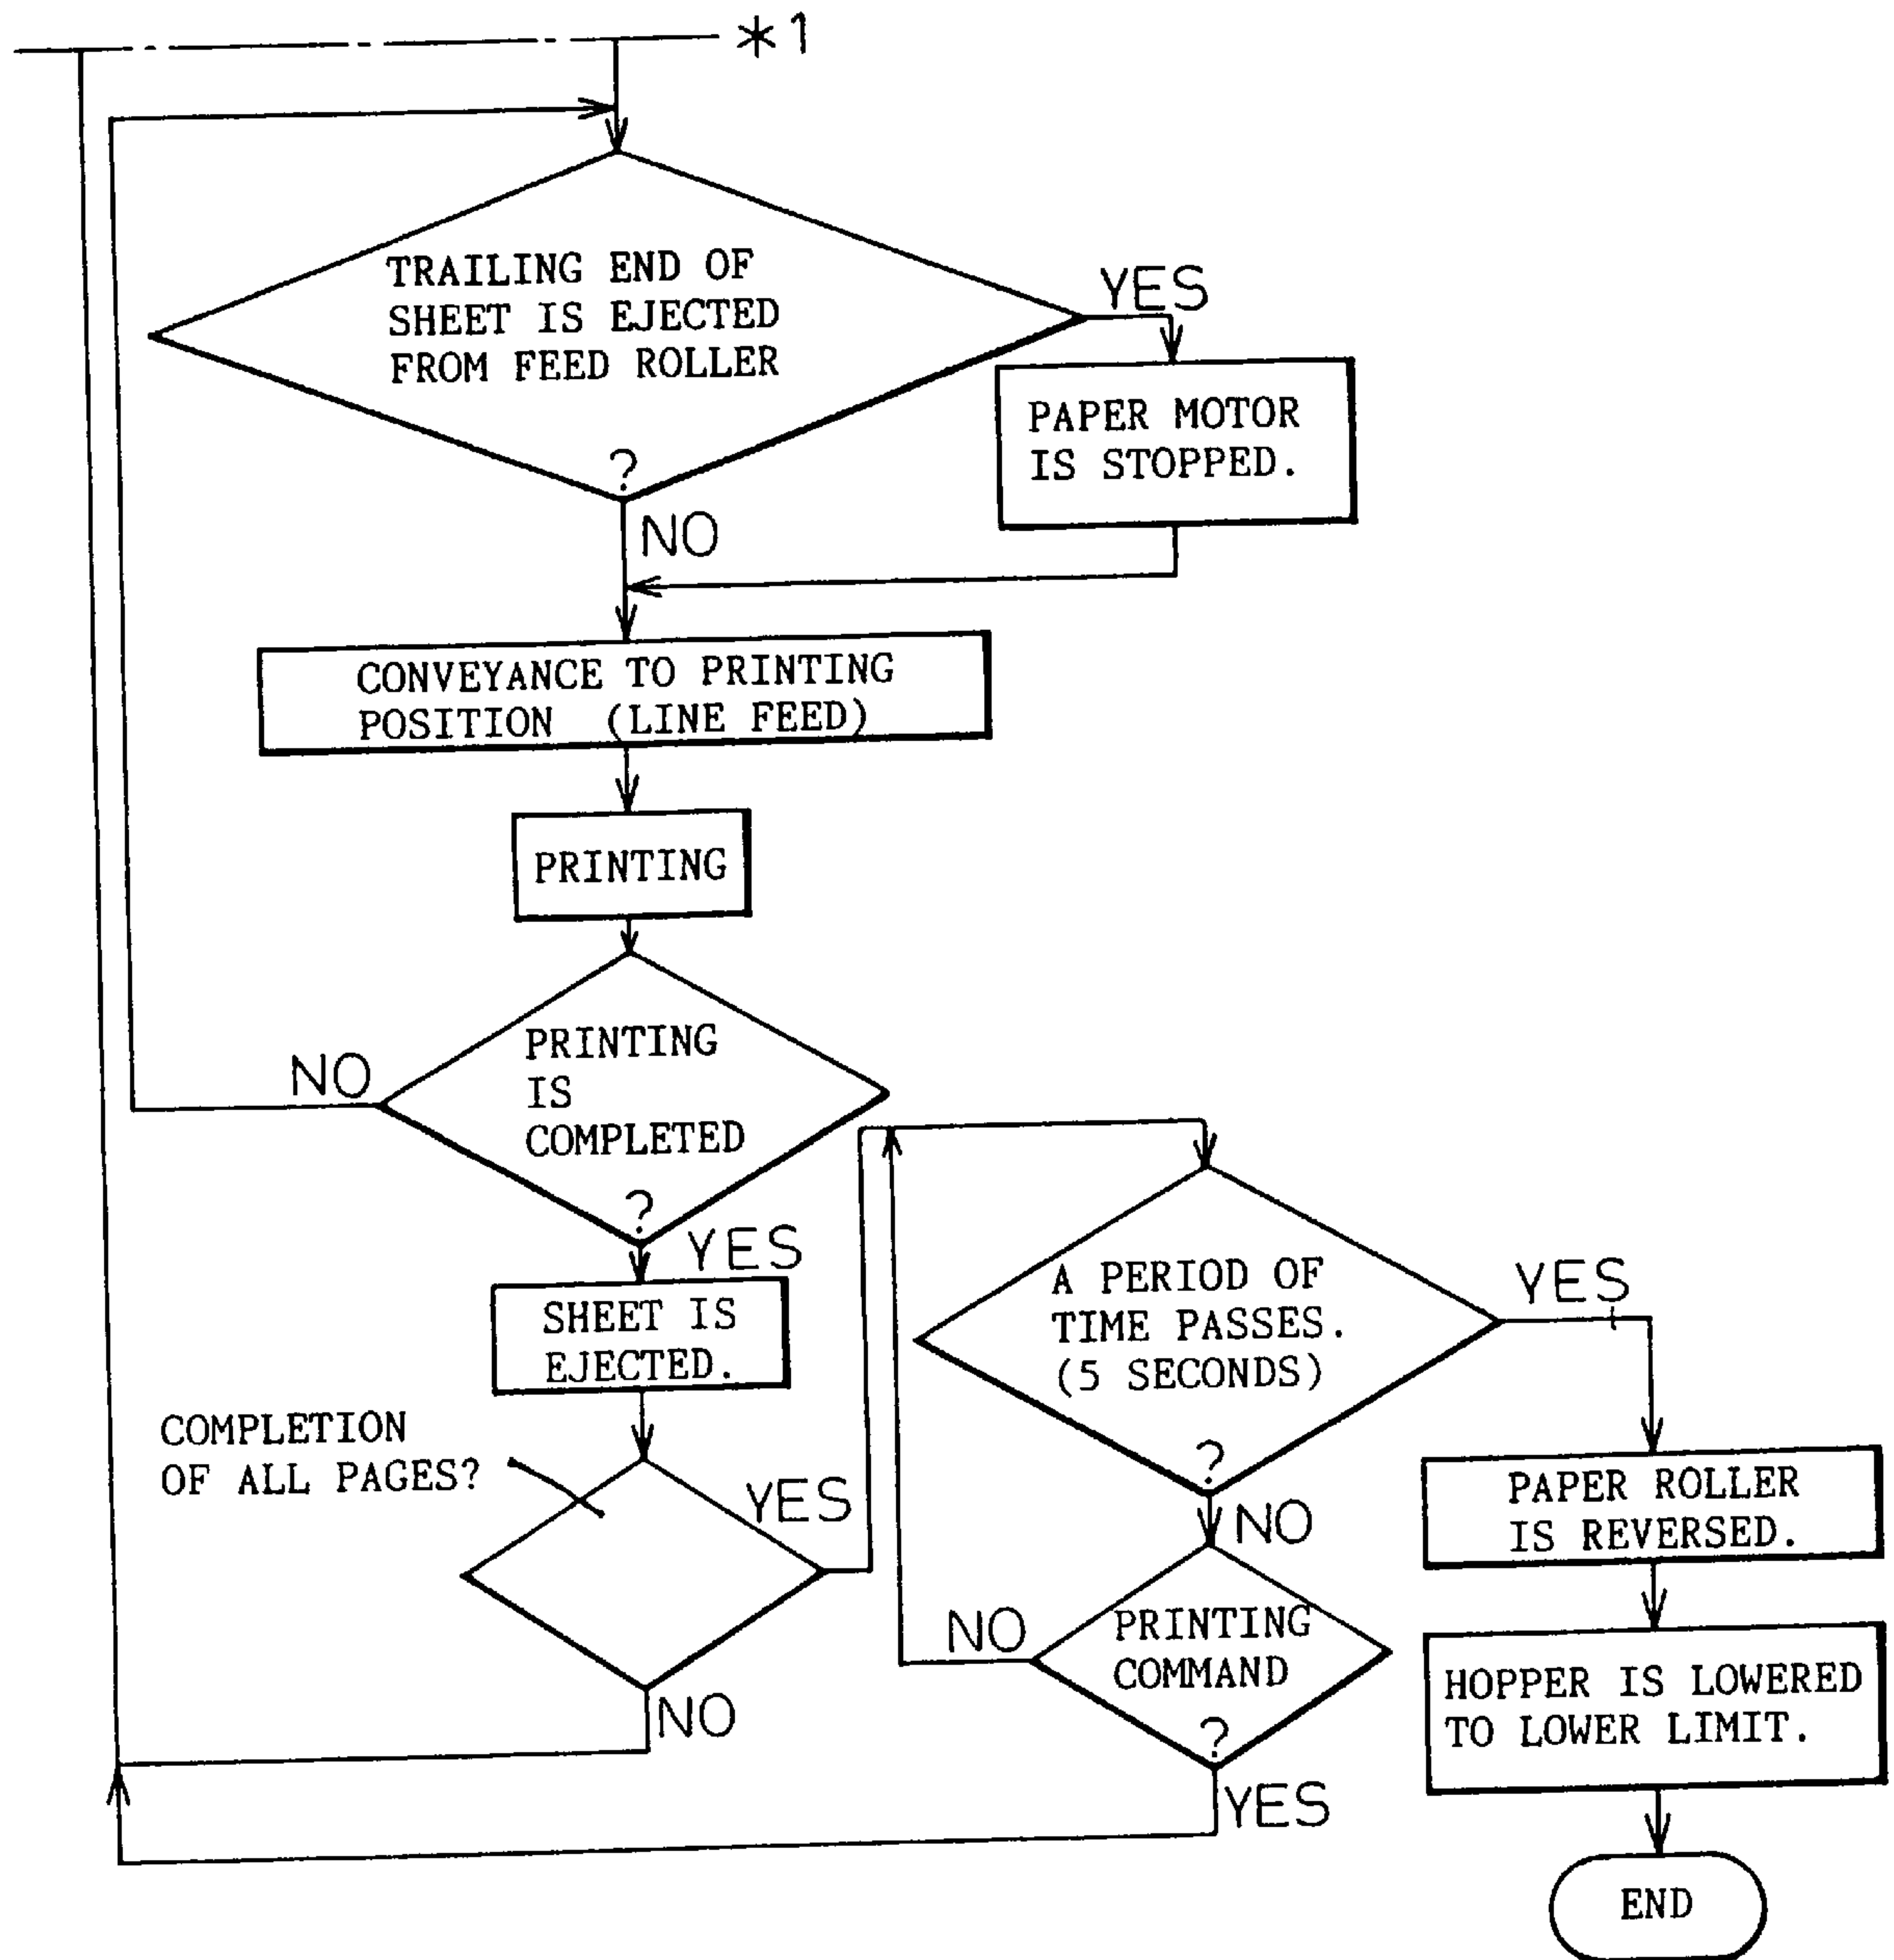 *1
TRAILING END OF
SHEET IS EJECTED
FROM FEED ROLLER
?
YES
PAPER MOTOR
IS STOPPED.
NO
CONVEYANCE TO PRINTING
POSITION (LINE FEED)
PRINTING
PRINTING
IS
COMPLETED
?
NO
YES
SHEET IS
EJECTED.
COMPLETION
OF ALL PAGES?
YES
NO
A PERIOD OF
TIME PASSES.
(5 SECONDS)
?
YES
NO
PRINTING
COMMAND
?
NO
YES
PAPER ROLLER
IS REVERSED.
HOPPER IS LOWERED
TO LOWER LIMIT.
END